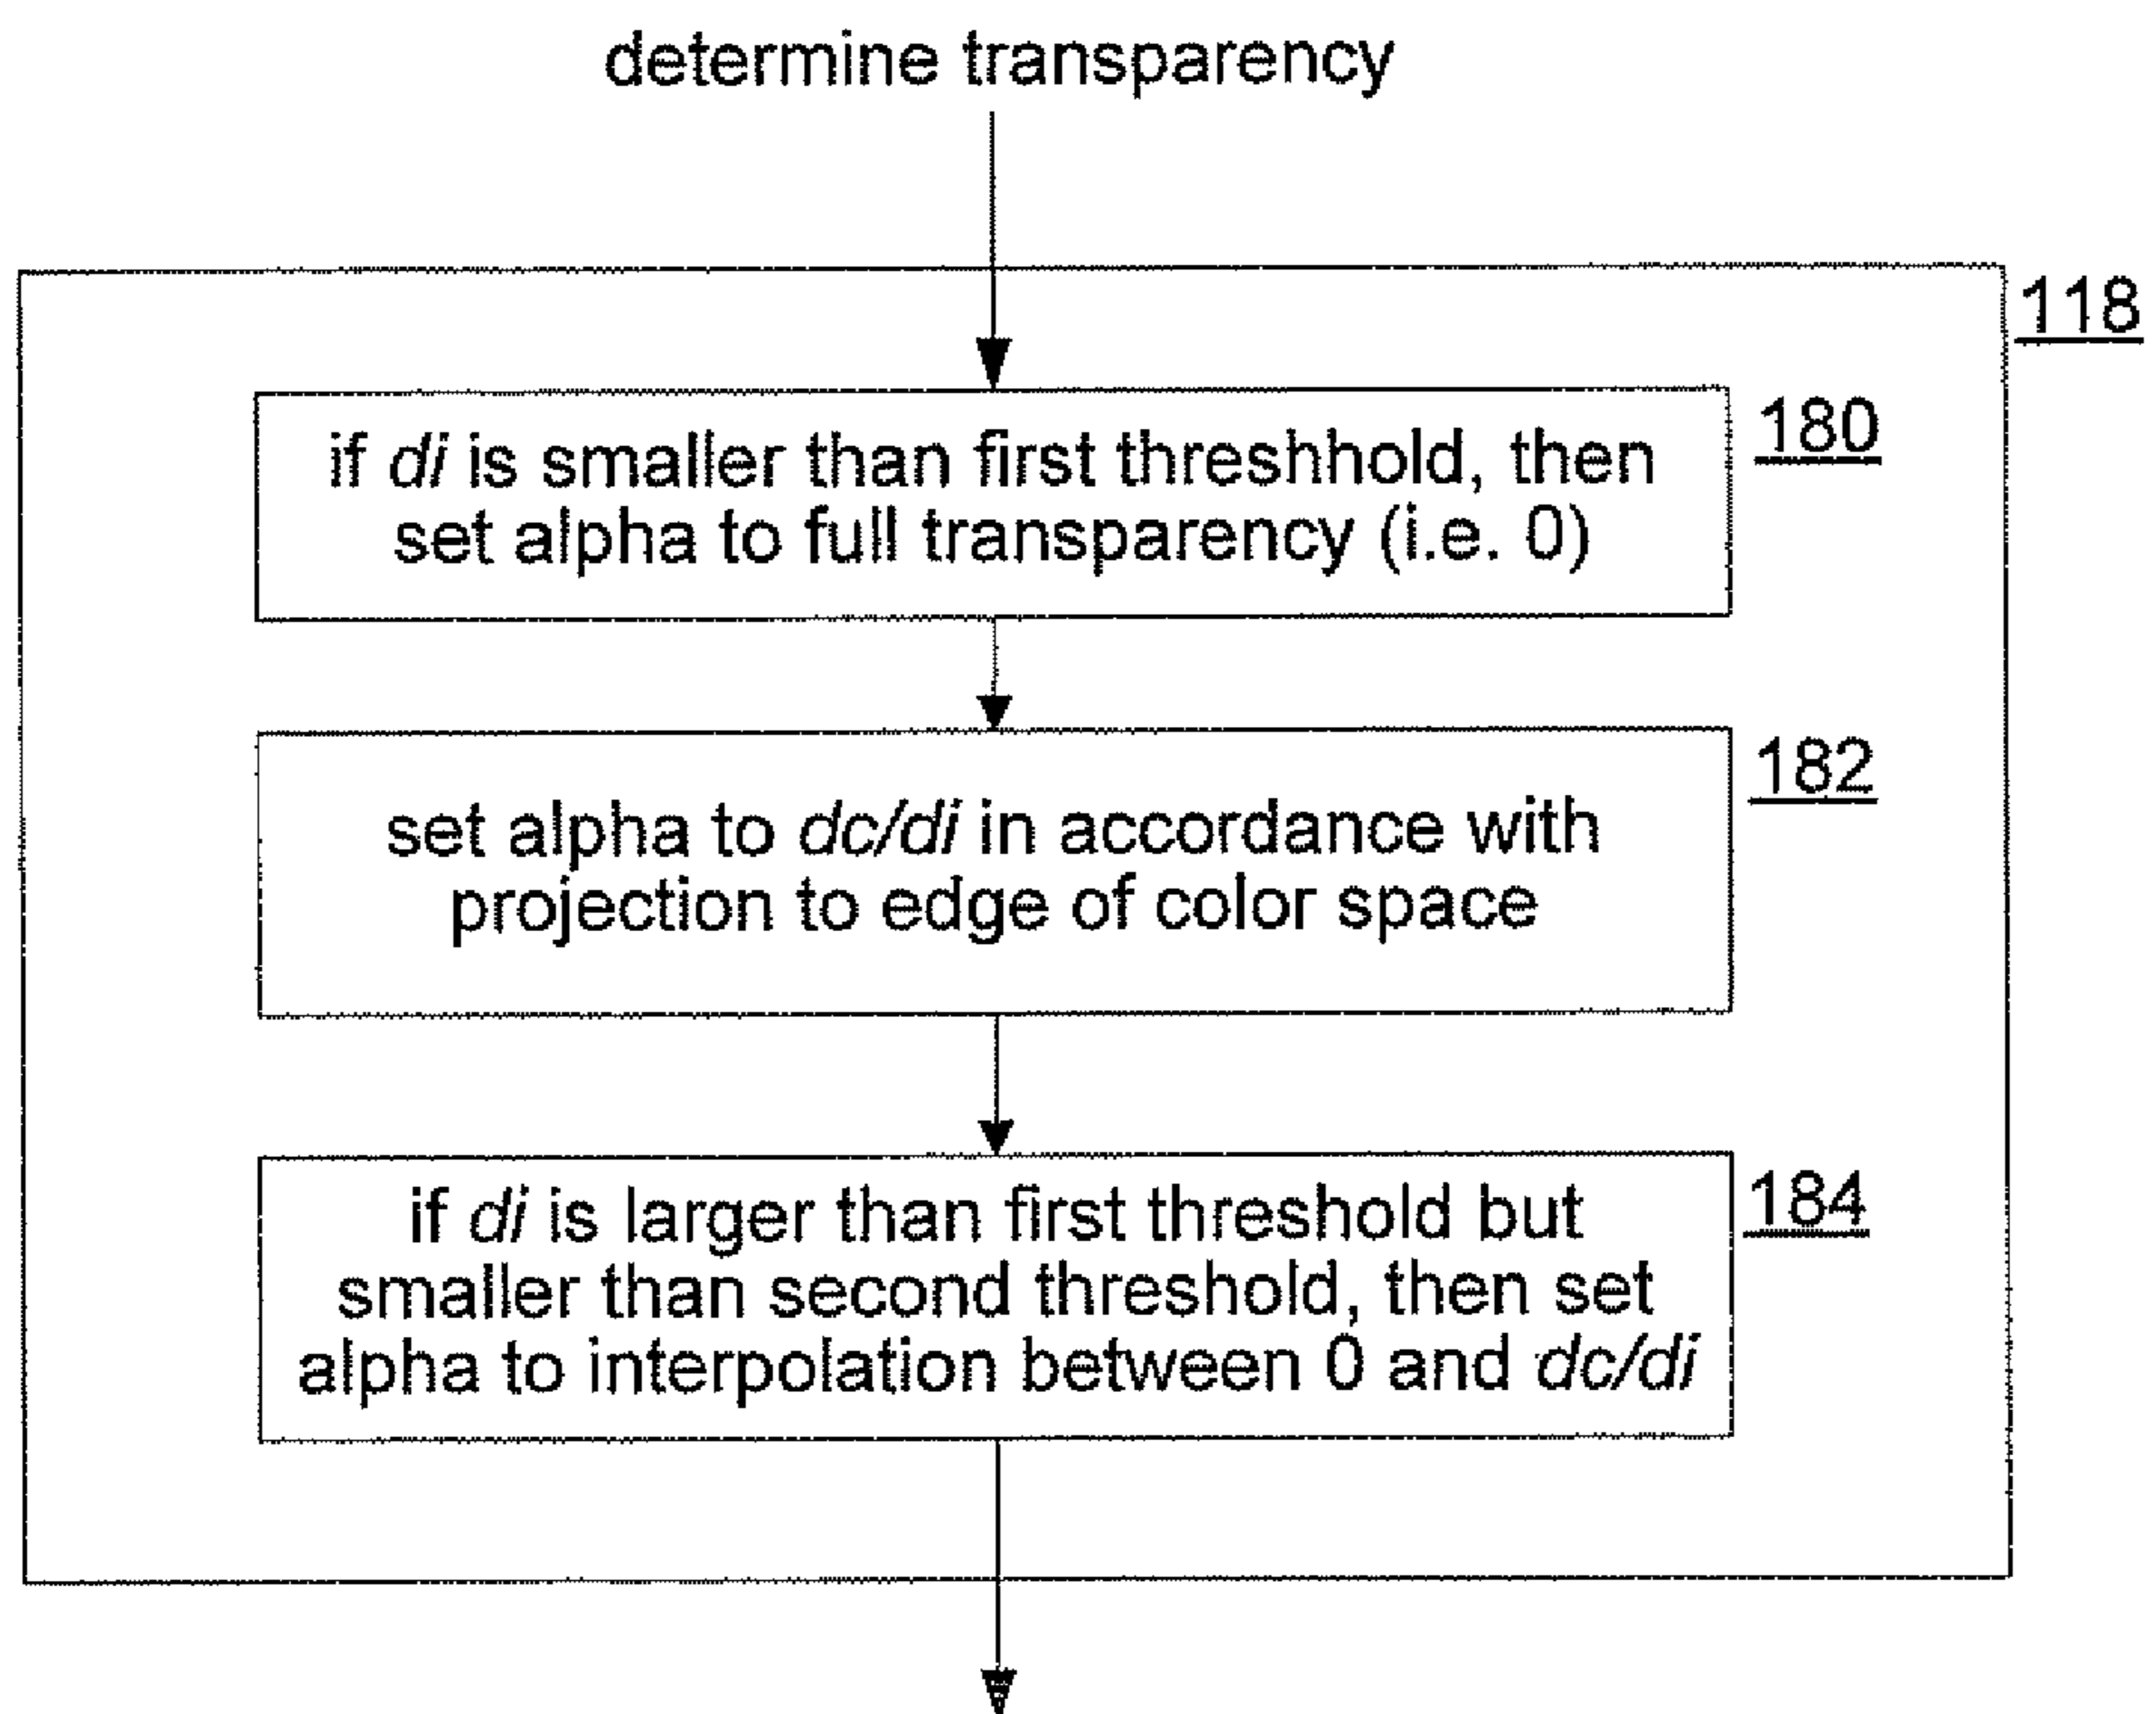 determine transparency
118
if di is smaller than first threshhold, then
set alpha to full transparency (i.e. 0)
180
set alpha to dc/di in accordance with
projection to edge of color space
182
if di is larger than first threshold but
smaller than second threshold, then set
alpha to interpolation between 0 and dc/di
184